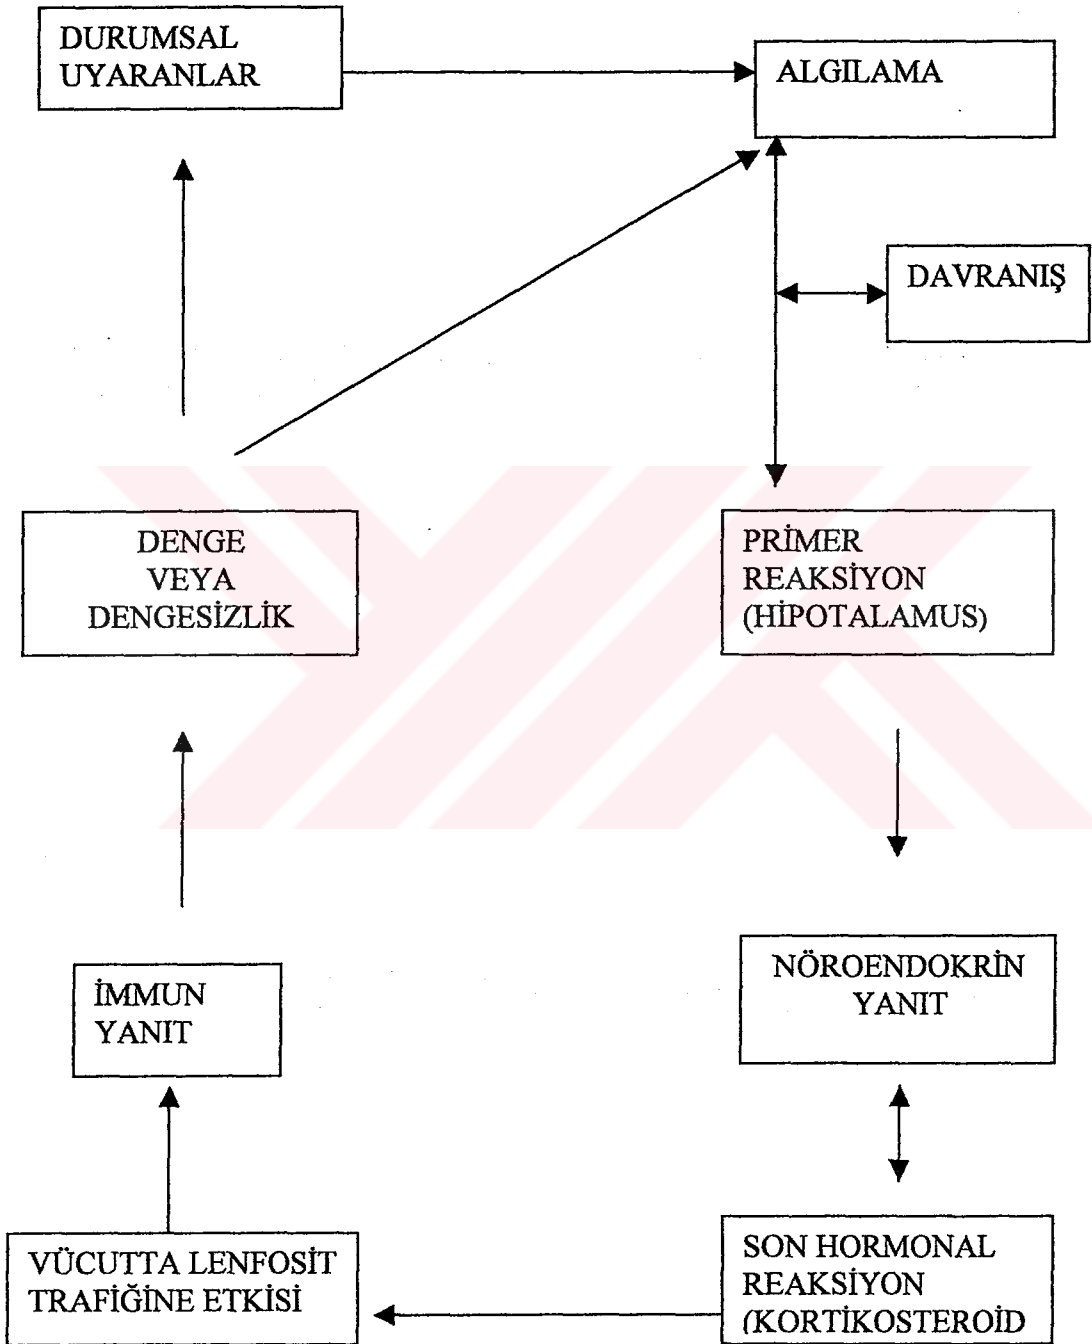 DURUMSAL
UYARANLAR
ALGILAMA
DAVRANIŞ
DENGE
VEYA
DENGESİZLİK
PRİMER
REAKSİYON
(HİPOTALAMUS)
İMMUN
YANIT
NÖROENDOKRİN
YANIT
VÜCUTTA LENFOSİT
TRAFİĞİNE ETKİSİ
SON HORMONAL
REAKSİYON
(KORTİKOSTEROİD